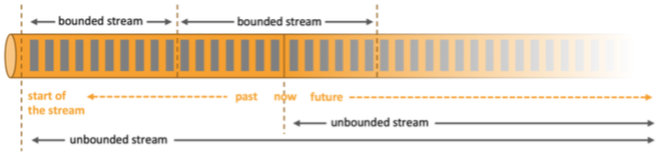 bounded stream
bounded stream
start of
the stream
past
now
future
unbounded stream
unbounded stream